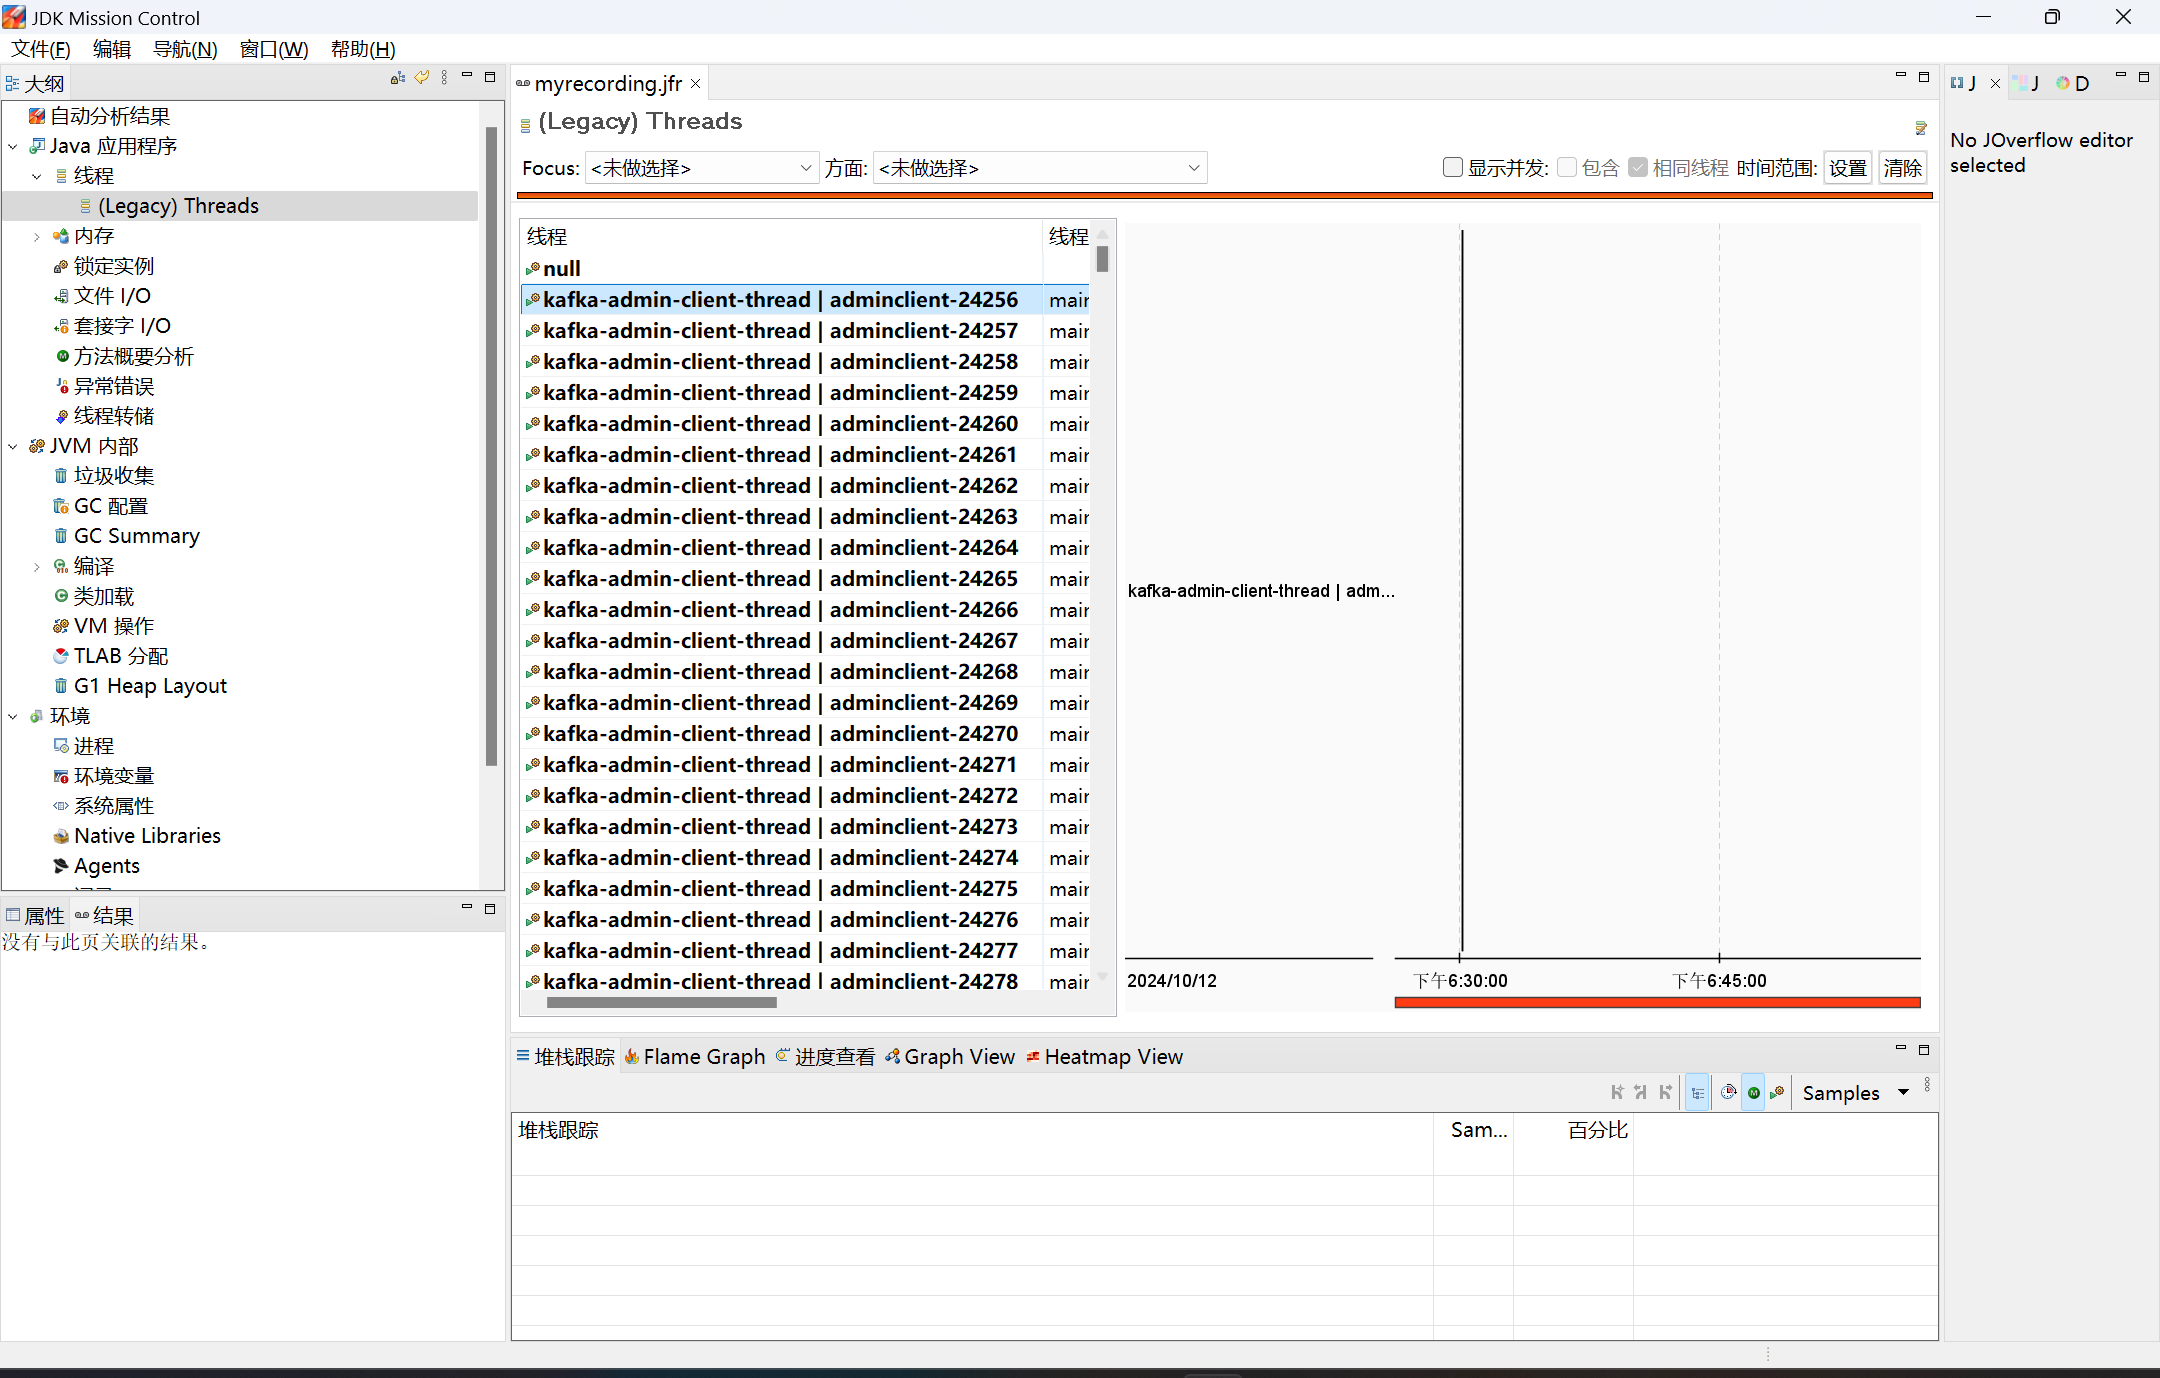 JDK Mission Control
文件(F) 编辑 导航(N) 窗口(W) 帮助(H)
大纲
自动分析结果
Java 应用程序
线程
(Legacy) Threads
内存
锁定实例
文件 I/O
套接字 I/O
方法概要分析
异常错误
线程转储
JVM 内部
垃圾收集
GC 配置
GC Summary
编译
类加载
VM 操作
TLAB 分配
G1 Heap Layout
环境
进程
环境变量
系统属性
Native Libraries
Agents
属性 结果
没有与此页关联的结果。
myrecording.jfr
(Legacy) Threads
Focus: <未做选择> 方面: <未做选择> 显示并发: 包含 相同线程 时间范围: 设置 清除
线程 线程
null
kafka-admin-client-thread | adminclient-24256 mair
kafka-admin-client-thread | adminclient-24257 mair
kafka-admin-client-thread | adminclient-24258 mair
kafka-admin-client-thread | adminclient-24259 mair
kafka-admin-client-thread | adminclient-24260 mair
kafka-admin-client-thread | adminclient-24261 mair
kafka-admin-client-thread | adminclient-24262 mair
kafka-admin-client-thread | adminclient-24263 mair
kafka-admin-client-thread | adminclient-24264 mair
kafka-admin-client-thread | adminclient-24265 mair
kafka-admin-client-thread | adminclient-24266 mair
kafka-admin-client-thread | adminclient-24267 mair
kafka-admin-client-thread | adminclient-24268 mair
kafka-admin-client-thread | adminclient-24269 mair
kafka-admin-client-thread | adminclient-24270 mair
kafka-admin-client-thread | adminclient-24271 mair
kafka-admin-client-thread | adminclient-24272 mair
kafka-admin-client-thread | adminclient-24273 mair
kafka-admin-client-thread | adminclient-24274 mair
kafka-admin-client-thread | adminclient-24275 mair
kafka-admin-client-thread | adminclient-24276 mair
kafka-admin-client-thread | adminclient-24277 mair
kafka-admin-client-thread | adminclient-24278 mair
kafka-admin-client-thread | adm...
2024/10/12 下午6:30:00 下午6:45:00
堆栈跟踪 Flame Graph 进度查看 Graph View Heatmap View
Samples
堆栈跟踪 Sam... 百分比
J J D
No JOverflow editor
selected